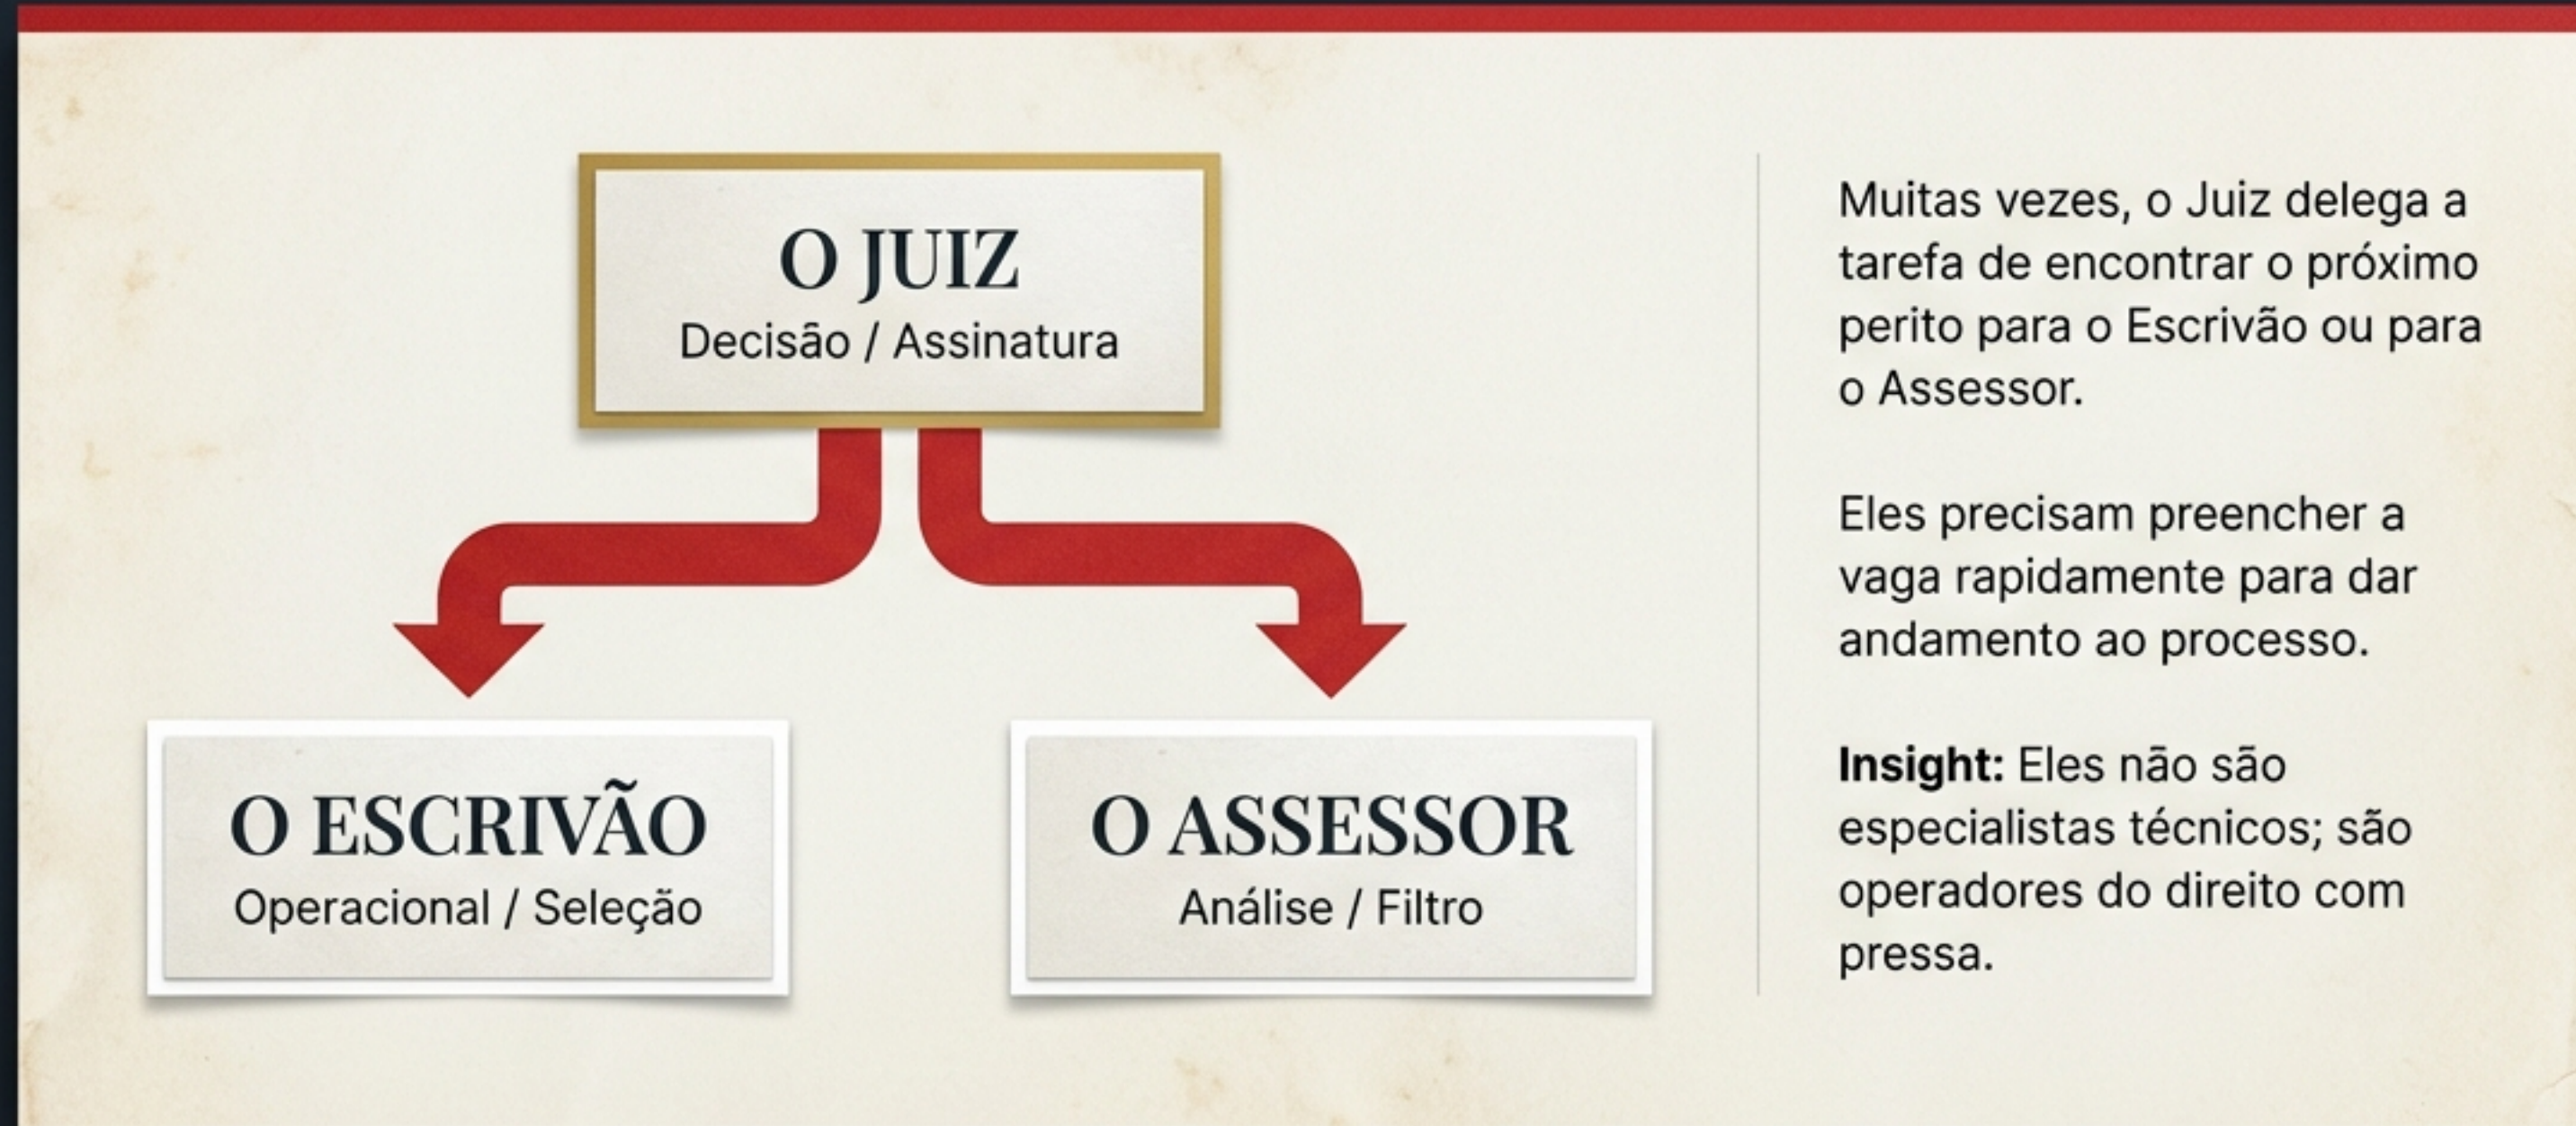 O JUIZ
Decisão / Assinatura
O ESCRIVÃO
Operacional / Seleção
O ASSESSOR
Análise / Filtro
Muitas vezes, o Juiz delega a
tarefa de encontrar o próximo
perito para o Escrivão ou para
o Assessor.
Eles precisam preencher a
vaga rapidamente para dar
andamento ao processo.
Insight: Eles não são
especialistas técnicos; são
operadores do direito com
pressa.